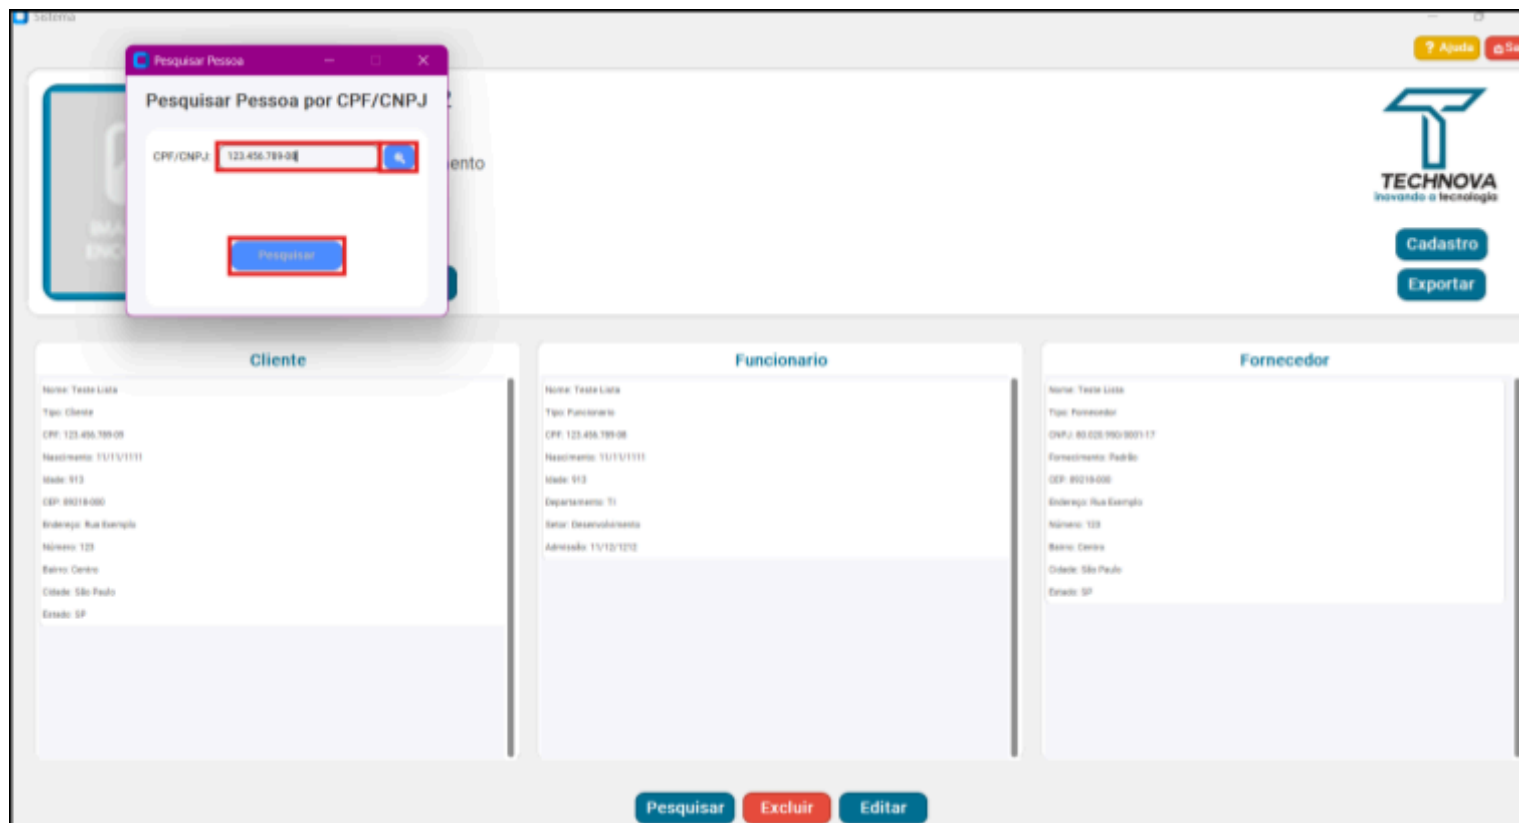 Sistema
? Ajuda
Pesquisar Pessoa
Pesquisar Pessoa por CPF/CNPJ
CPF/CNPJ: 123.456.789-08
ento
Pesquisar
TECHNOVA
inovando a tecnologia
Cadastro
Exportar
Cliente
Nome: Teste Lista
Tipo: Cliente
CPF: 123.456.789-09
Nascimento: 11/11/1111
Idade: 913
CEP: 89218-000
Endereço: Rua Exemplo
Número: 123
Bairro: Centro
Cidade: São Paulo
Estado: SP
Funcionario
Nome: Teste Lista
Tipo: Funcionario
CPF: 123.456.789-08
Nascimento: 11/11/1111
Idade: 913
Departamento: TI
Setor: Desenvolvimento
Admissão: 11/12/1212
Fornecedor
Nome: Teste Lista
Tipo: Fornecedor
CNPJ: 80.020.950/0001-17
Fornecimento: Padrão
CEP: 89218-000
Endereço: Rua Exemplo
Número: 123
Bairro: Centro
Cidade: São Paulo
Estado: SP
Pesquisar
Excluir
Editar